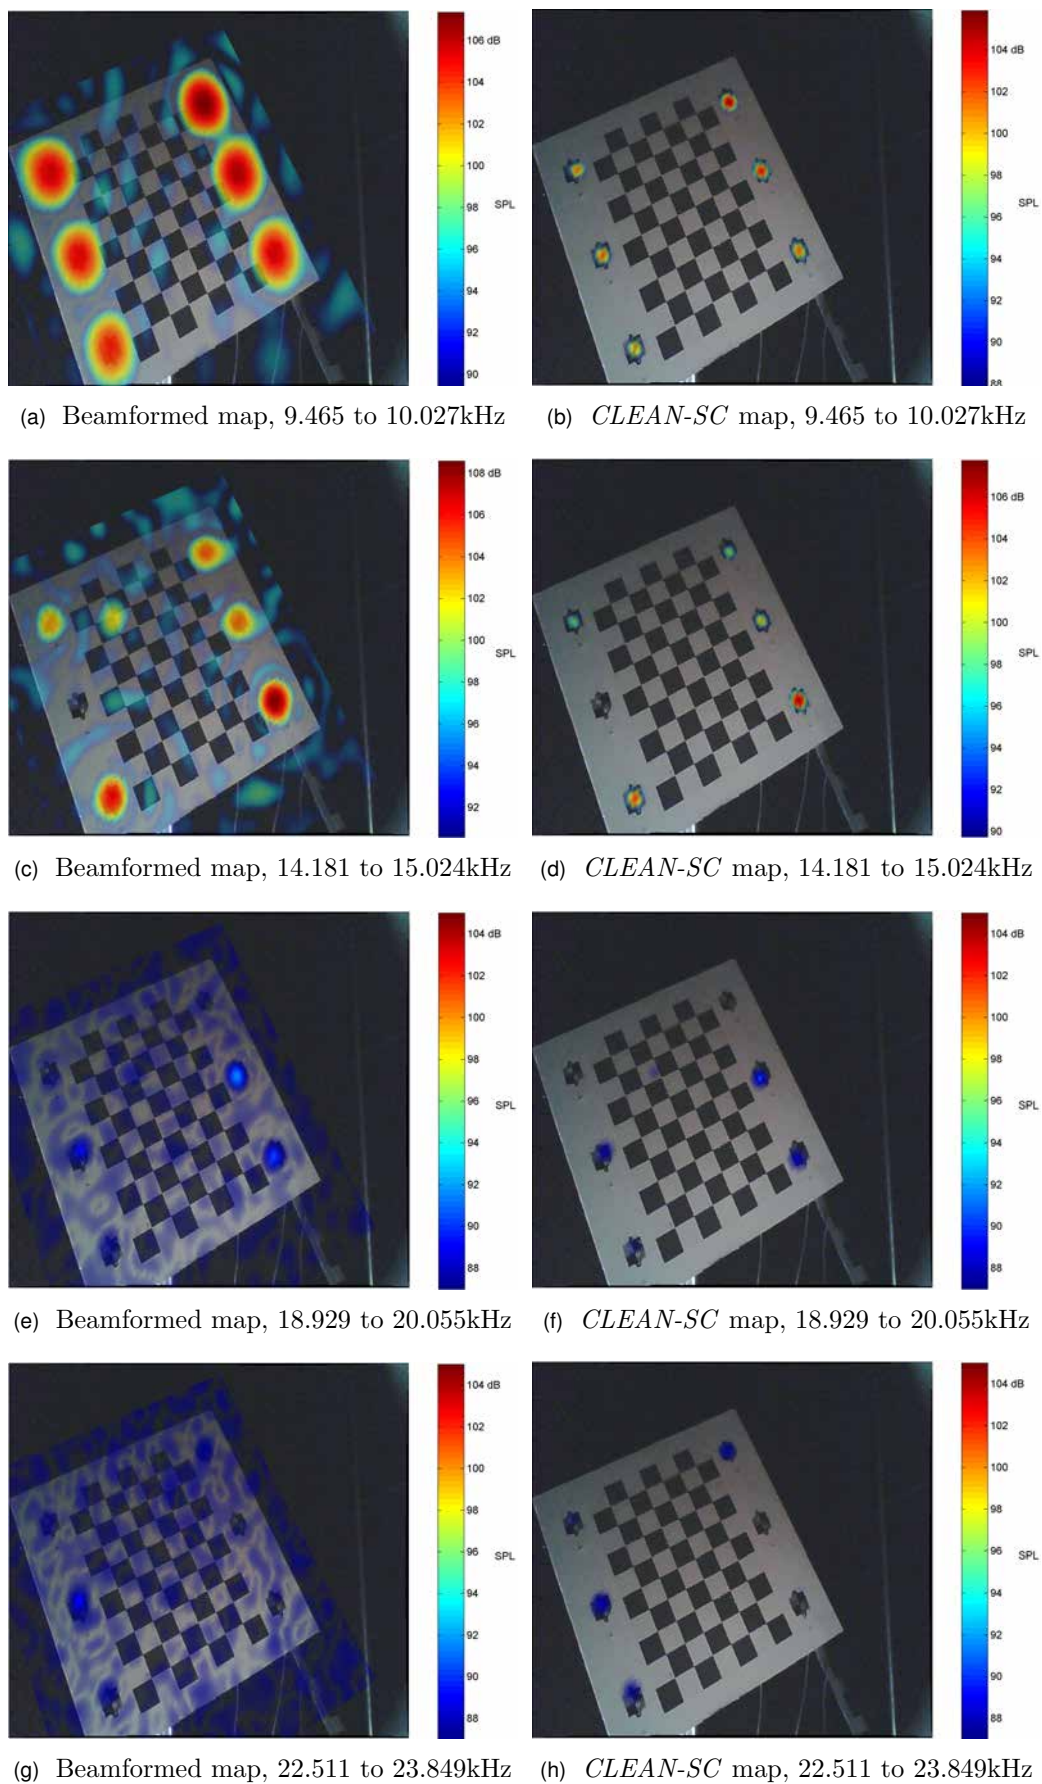 106 dB
104
102
100
98
SPL
96
94
92
90
104 dB
102
100
98
SPL
96
94
92
90
88
(a) Beamformed map, 9.465 to 10.027kHz
(b) CLEAN-SC map, 9.465 to 10.027kHz
108 dB
106
104
102
100
SPL
98
96
94
92
106 dB
104
102
100
98
SPL
96
94
92
90
(c) Beamformed map, 14.181 to 15.024kHz
(d) CLEAN-SC map, 14.181 to 15.024kHz
104 dB
102
100
98
96
SPL
94
92
90
88
104 dB
102
100
98
96
SPL
94
92
90
88
(e) Beamformed map, 18.929 to 20.055kHz
(f) CLEAN-SC map, 18.929 to 20.055kHz
104 dB
102
100
98
96
SPL
94
92
90
88
104 dB
102
100
98
96
SPL
94
92
90
88
(g) Beamformed map, 22.511 to 23.849kHz
(h) CLEAN-SC map, 22.511 to 23.849kHz